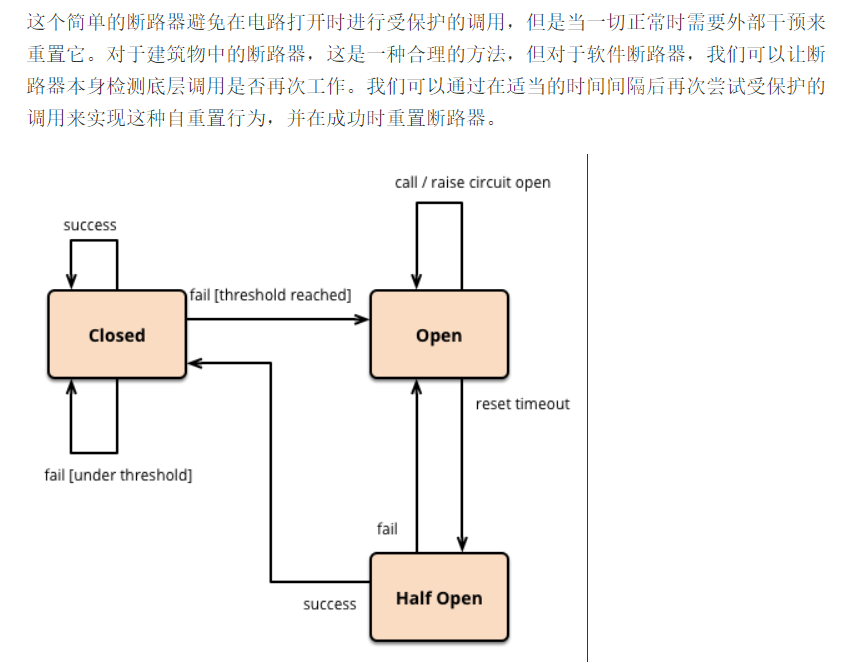 这个简单的断路器避免在电路打开时进行受保护的调用，但是当一切正常时需要外部干预来
重置它。对于建筑物中的断路器，这是一种合理的方法，但对于软件断路器，我们可以让断
路器本身检测底层调用是否再次工作。我们可以通过在适当的时间间隔后再次尝试受保护的
调用来实现这种自重置行为，并在成功时重置断路器。
call / raise circuit open
success
fail [threshold reached]
Closed
Open
reset timeout
fail [under threshold]
fail
Half Open
success